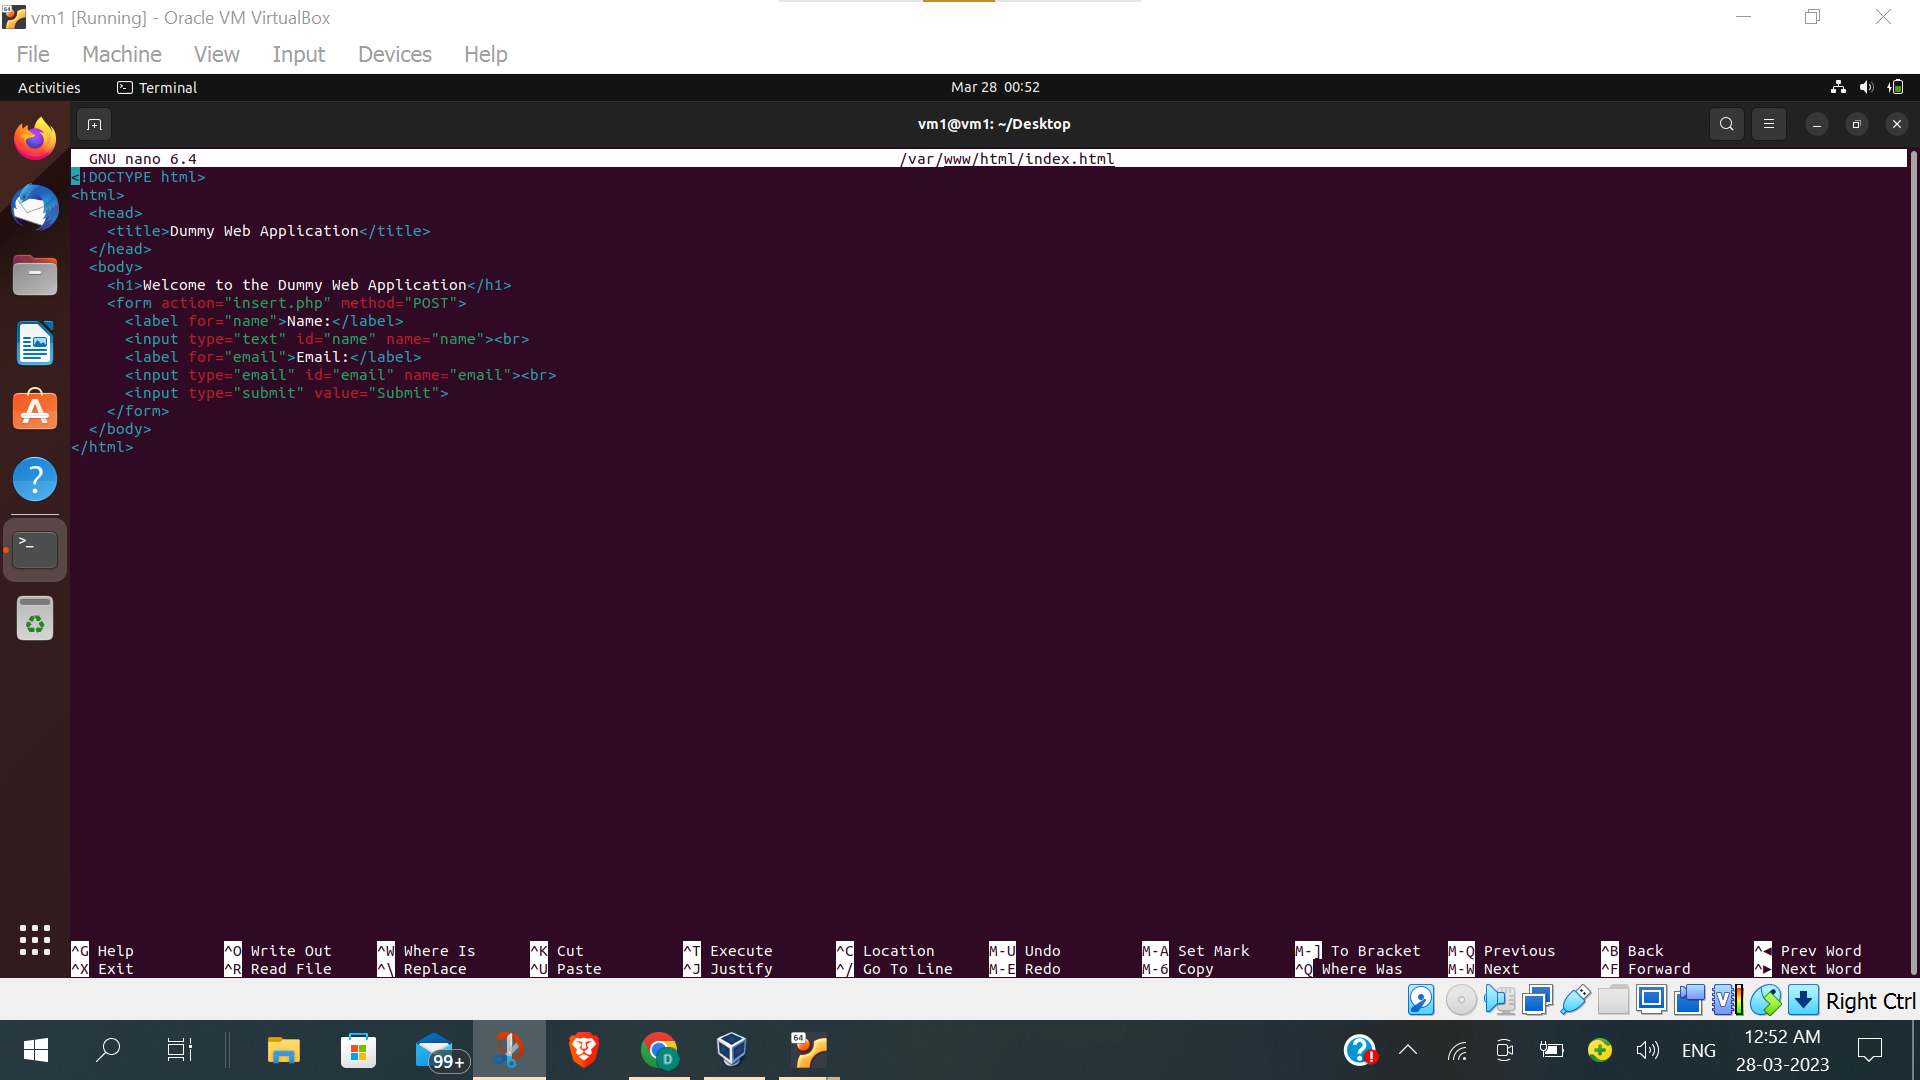 vm1 [Running] - Oracle VM VirtualBox
File Machine View Input Devices Help
Activities Terminal Mar 28 00:52
vm1@vm1: ~/Desktop
GNU nano 6.4 /var/www/html/index.html
<!DOCTYPE html>
<html>
  <head>
    <title>Dummy Web Application</title>
  </head>
  <body>
    <h1>Welcome to the Dummy Web Application</h1>
    <form action="insert.php" method="POST">
      <label for="name">Name:</label>
      <input type="text" id="name" name="name"><br>
      <label for="email">Email:</label>
      <input type="email" id="email" name="email"><br>
      <input type="submit" value="Submit">
    </form>
  </body>
</html>
^G Help ^O Write Out ^W Where Is ^K Cut ^T Execute ^C Location M-U Undo M-A Set Mark M-] To Bracket M-Q Previous ^B Back ^◀ Prev Word
^X Exit ^R Read File ^\ Replace ^U Paste ^J Justify ^/ Go To Line M-E Redo M-6 Copy ^Q Where Was M-W Next ^F Forward ^▶ Next Word
Right Ctrl
99+ D 64 ENG 12:52 AM
28-03-2023